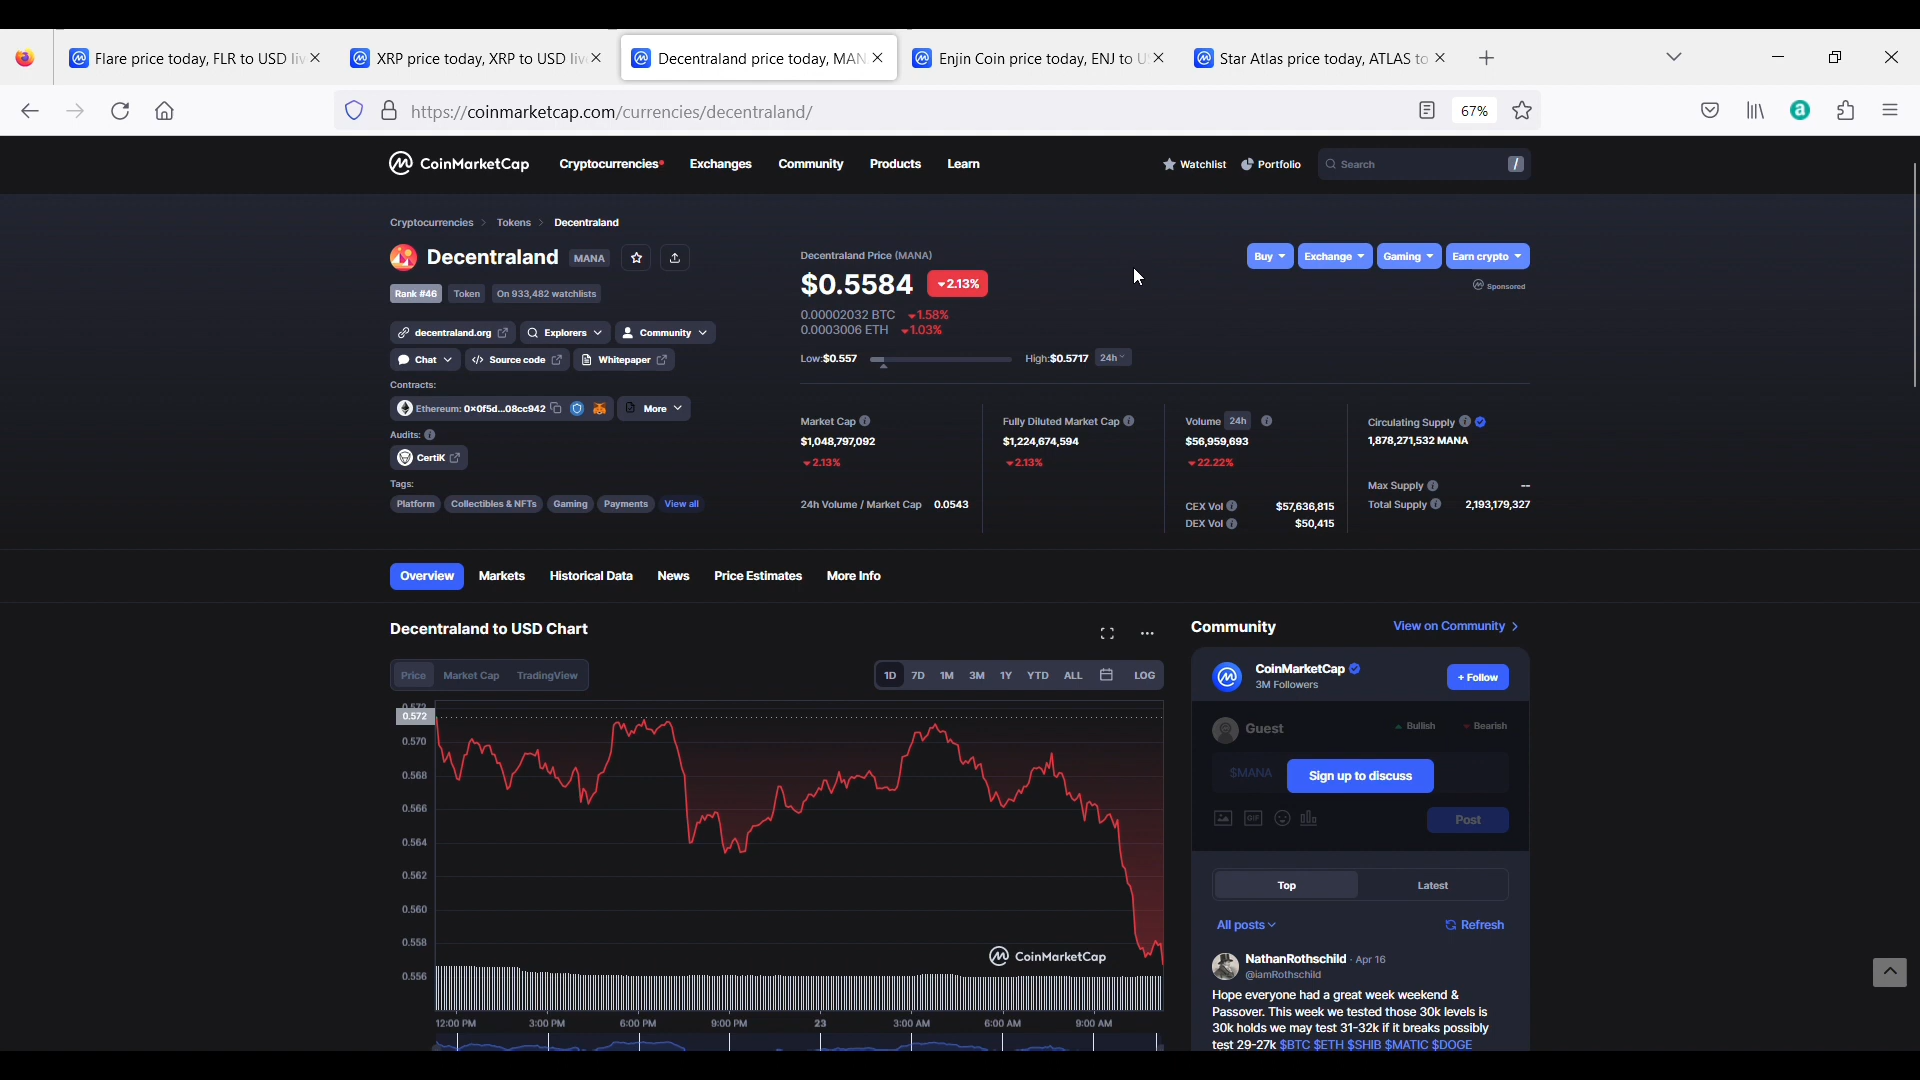 Flare price today, FLR to USD liv
XRP price today, XRP to USD live
Decentraland price today, MAN
Enjin Coin price today, ENJ to US
Star Atlas price today, ATLAS to
https://coinmarketcap.com/currencies/decentraland/
67%
CoinMarketCap
Cryptocurrencies
Exchanges
Community
Products
Learn
Watchlist
Portfolio
Search
/
Cryptocurrencies > Tokens > Decentraland
Decentraland MANA
Rank #46 Token On 933,482 watchlists
decentraland.org Explorers Community
Chat Source code Whitepaper
Contracts:
Ethereum: 0x0f5d...08cc942 More
Audits:
CertiK
Tags:
Platform Collectibles & NFTs Gaming Payments View all
Decentraland Price (MANA)
$0.5584 2.13%
0.00002032 BTC 1.58%
0.0003006 ETH 1.03%
Low:$0.557 High:$0.5717 24h
Buy Exchange Gaming Earn crypto
Sponsored
Market Cap
$1,048,797,092
2.13%
24h Volume / Market Cap 0.0543
Fully Diluted Market Cap
$1,224,674,594
2.13%
Volume 24h
$56,959,693
22.22%
CEX Vol $57,636,815
DEX Vol $50,415
Circulating Supply
1,878,271,532 MANA
Max Supply --
Total Supply 2,193,179,327
Overview Markets Historical Data News Price Estimates More Info
Decentraland to USD Chart
Price Market Cap TradingView
1D 7D 1M 3M 1Y YTD ALL LOG
0.572
0.570
0.568
0.566
0.564
0.562
0.560
0.558
0.556
CoinMarketCap
12:00 PM 3:00 PM 6:00 PM 9:00 PM 23 3:00 AM 6:00 AM 9:00 AM
Community
View on Community
CoinMarketCap
3M Followers
+ Follow
Guest
Bullish Bearish
$MANA
Sign up to discuss
GIF
Post
Top Latest
All posts Refresh
NathanRothschild · Apr 16
@iamRothschild
Hope everyone had a great week weekend &
Passover. This week we tested those 30k levels is
30k holds we may test 31-32k if it breaks possibly
test 29-27k $BTC $ETH $SHIB $MATIC $DOGE